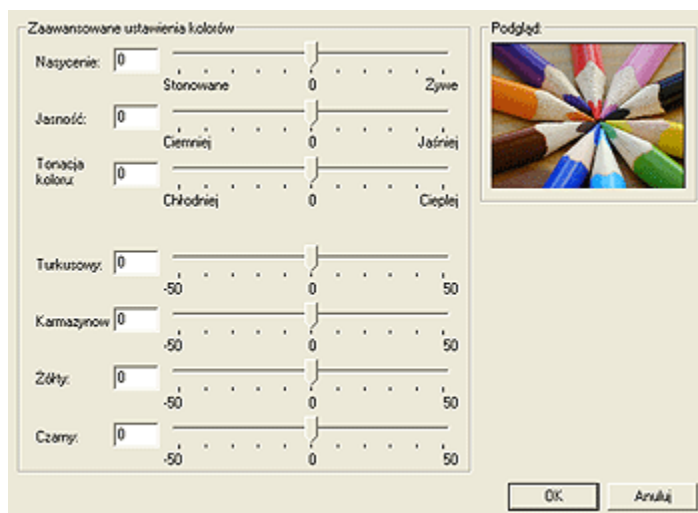 Zaawansowane ustawienia kolorów
Podgląd:
Nasycenie: 0
Stonowane 0 Żywe
Jasność: 0
Ciemniej 0 Jaśniej
Tonacja
koloru: 0
Chłodniej 0 Cieplej
Turkusowy: 0
-50 0 50
Karmazynow 0
-50 0 50
Żółty: 0
-50 0 50
Czarny: 0
-50 0 50
OK Anuluj